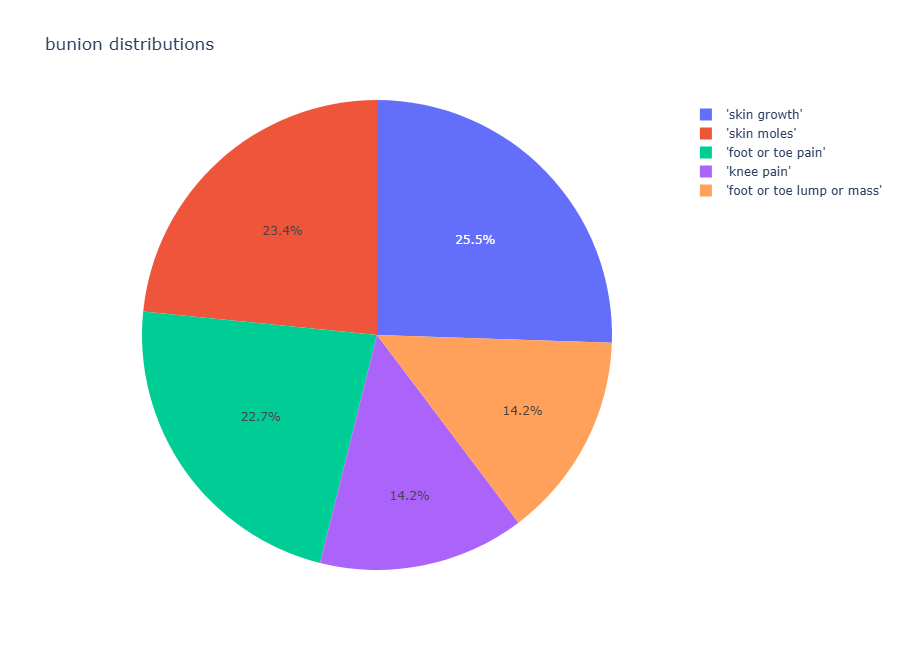 bunion distributions
'skin growth'
'skin moles'
'foot or toe pain'
'knee pain'
'foot or toe lump or mass'
23.4%
25.5%
22.7%
14.2%
14.2%